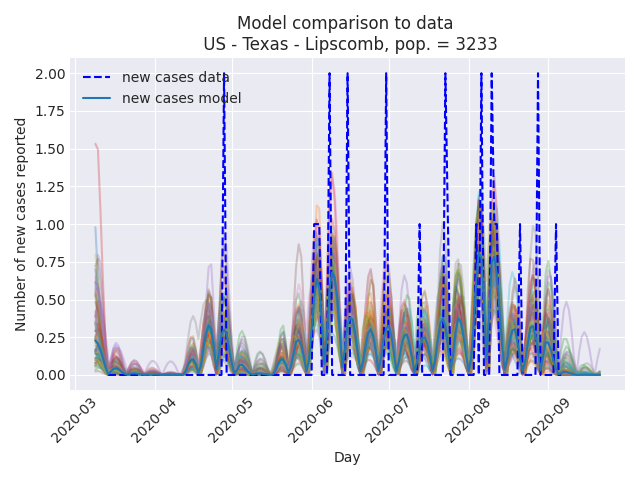 Model comparison to data
US - Texas - Lipscomb, pop. = 3233
new cases data
new cases model
Number of new cases reported
2.00
1.75
1.50
1.25
1.00
0.75
0.50
0.25
0.00
2020-03
2020-04
2020-05
2020-06
2020-07
2020-08
2020-09
Day